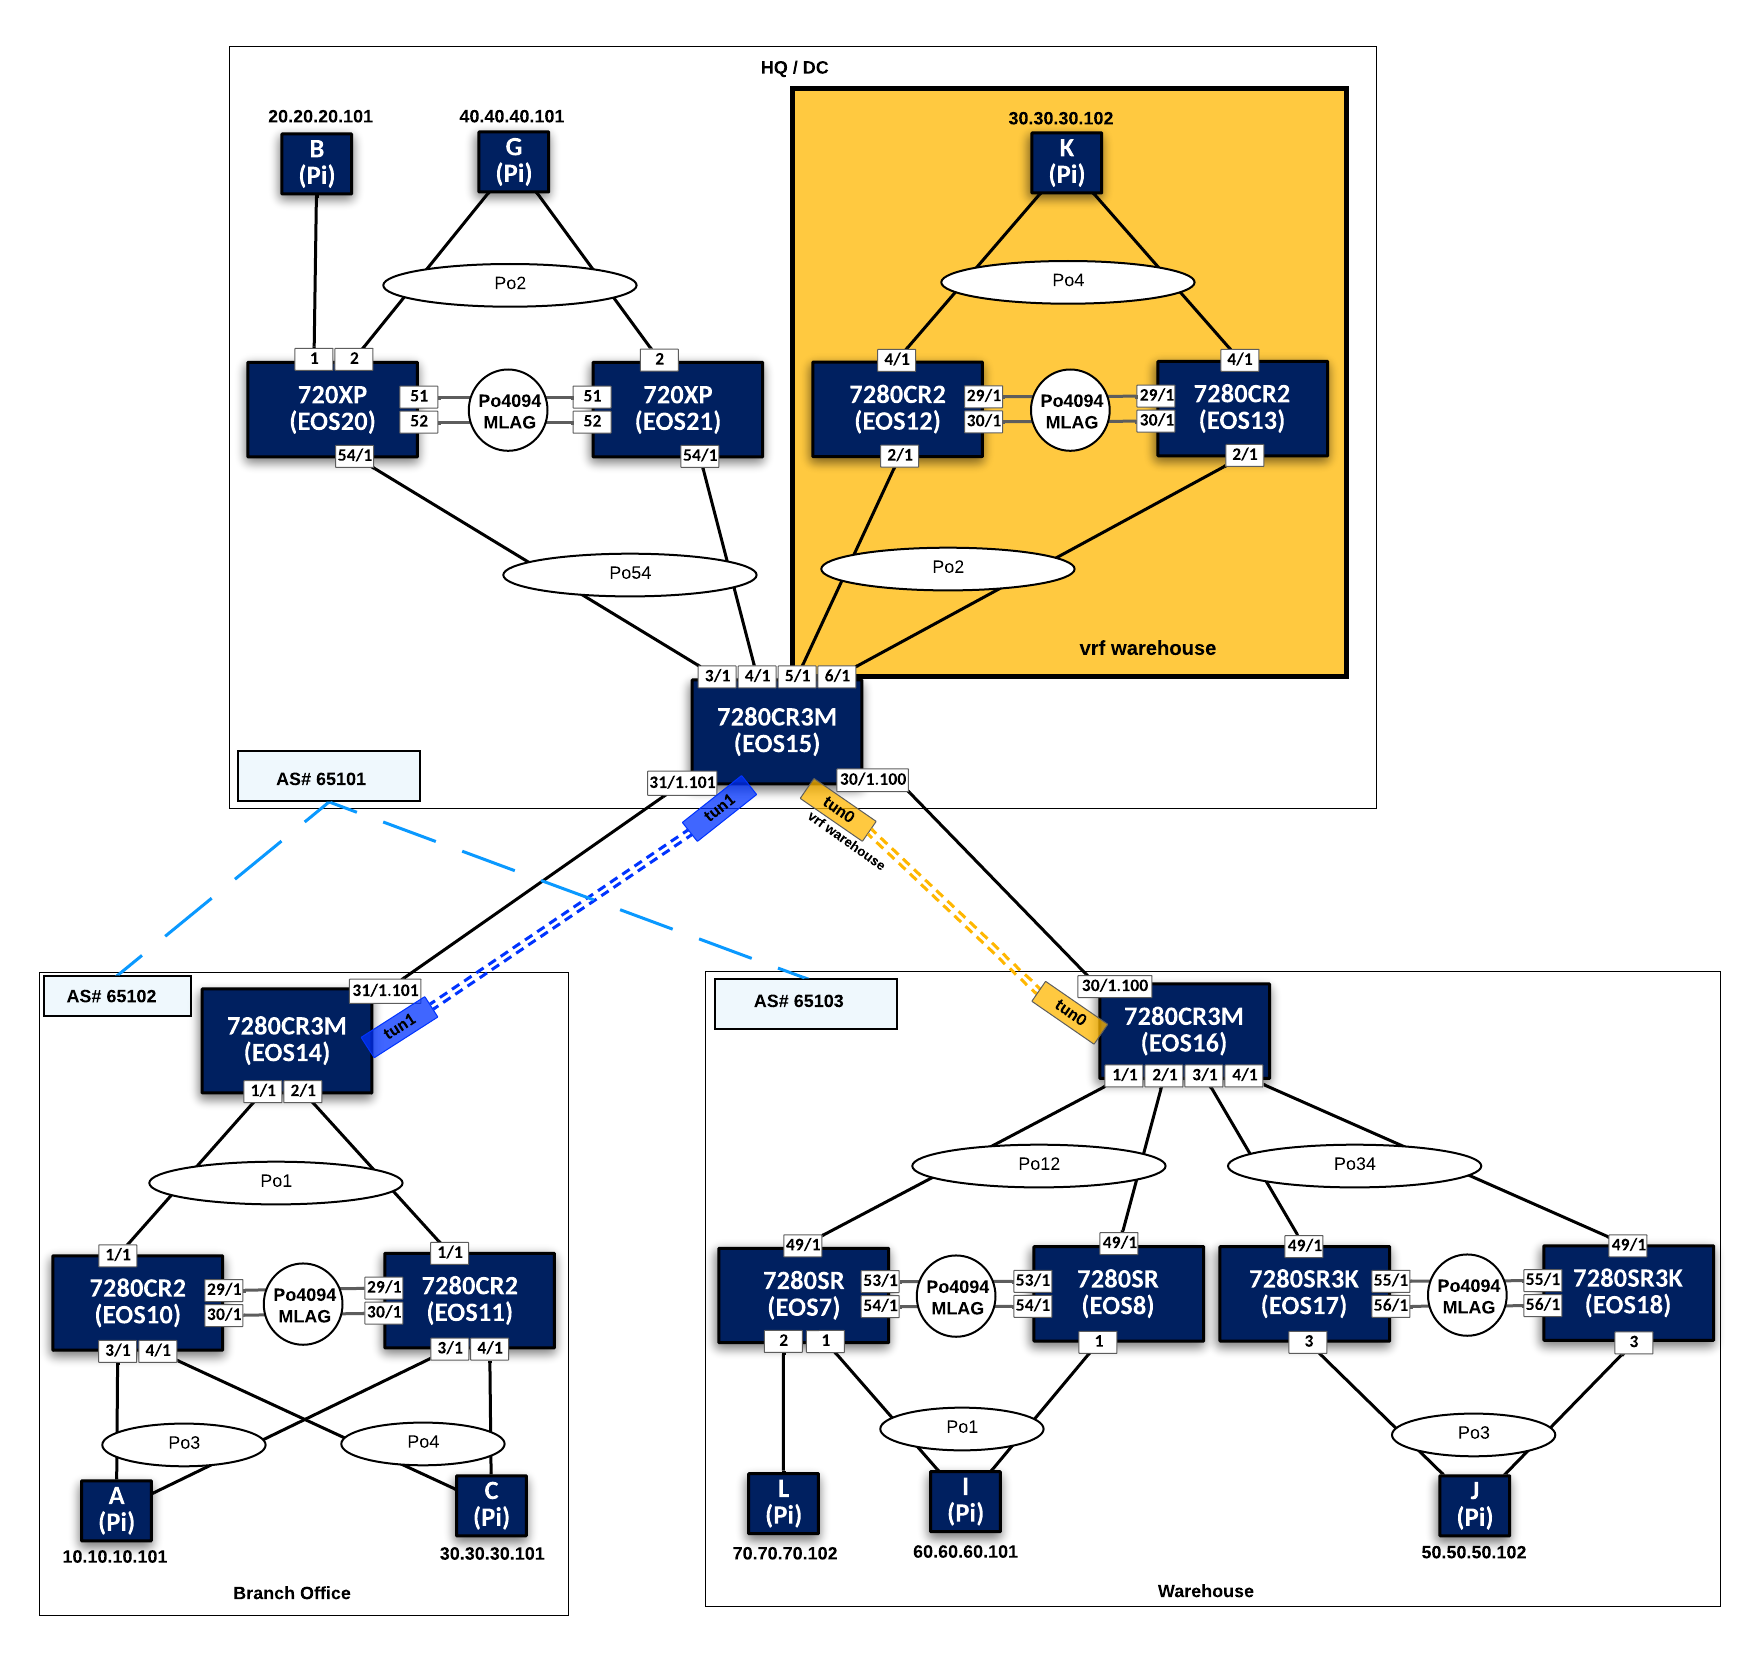 HQ / DC
20.20.20.101
40.40.40.101
30.30.30.102
B
(Pi)
G
(Pi)
K
(Pi)
Po2
Po4
1
2
2
4/1
4/1
720XP
(EOS20)
51
52
Po4094
MLAG
51
52
720XP
(EOS21)
7280CR2
(EOS12)
29/1
30/1
Po4094
MLAG
29/1
30/1
7280CR2
(EOS13)
54/1
54/1
2/1
2/1
Po54
Po2
vrf warehouse
3/1
4/1
5/1
6/1
7280CR3M
(EOS15)
AS# 65101
31/1.101
30/1.100
tun1
tun0
vrf warehouse
AS# 65102
31/1.101
7280CR3M
(EOS14)
tun1
1/1
2/1
Po1
1/1
1/1
7280CR2
(EOS10)
29/1
30/1
Po4094
MLAG
29/1
30/1
7280CR2
(EOS11)
3/1
4/1
3/1
4/1
Po3
Po4
A
(Pi)
C
(Pi)
10.10.10.101
30.30.30.101
Branch Office
AS# 65103
30/1.100
tun0
7280CR3M
(EOS16)
1/1
2/1
3/1
4/1
Po12
Po34
49/1
49/1
49/1
49/1
7280SR
(EOS7)
53/1
54/1
Po4094
MLAG
53/1
54/1
7280SR
(EOS8)
7280SR3K
(EOS17)
55/1
56/1
Po4094
MLAG
55/1
56/1
7280SR3K
(EOS18)
2
1
1
3
3
Po1
Po3
L
(Pi)
I
(Pi)
J
(Pi)
70.70.70.102
60.60.60.101
50.50.50.102
Warehouse